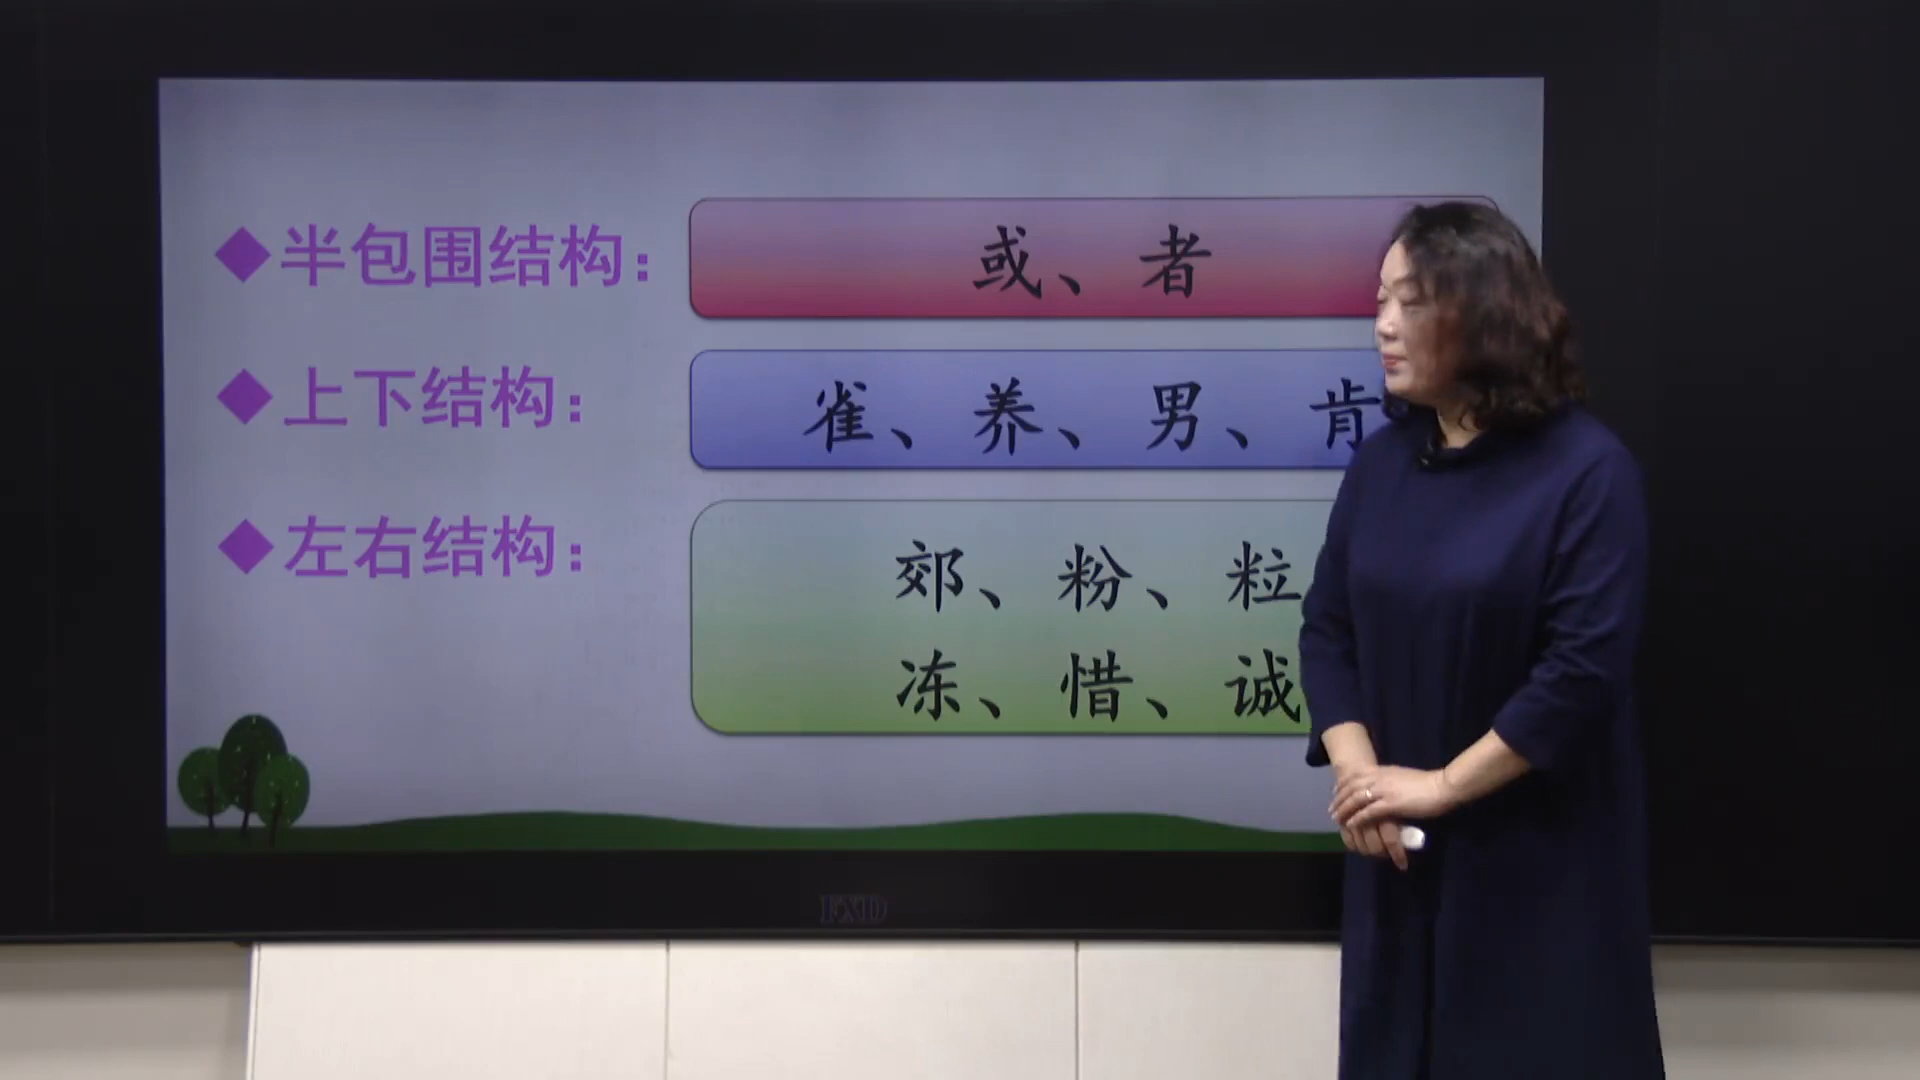 ◆半包围结构：
或、者
◆上下结构：
雀、养、男、肯
◆左右结构：
郊、粉、粒
冻、惜、诚
FXD